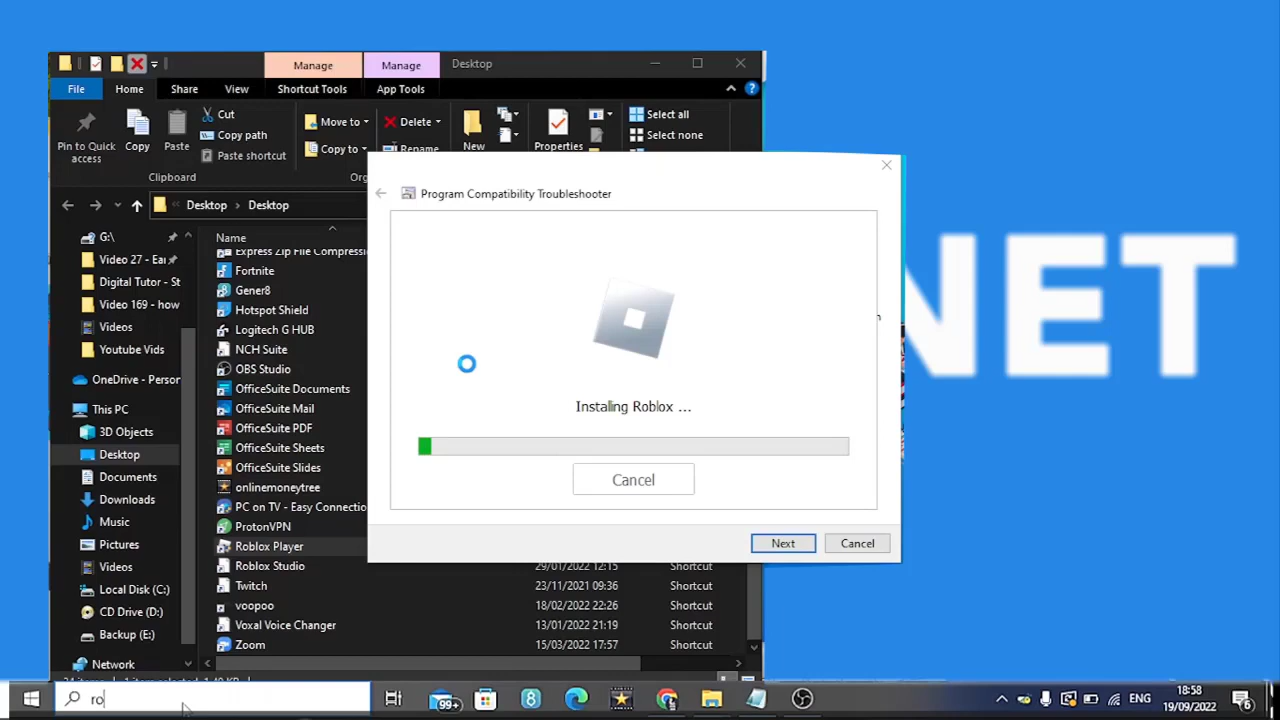 Manage
Manage
Desktop
File
Home
Share
View
Shortcut Tools
App Tools
Pin to Quick
access
Copy
Paste
Cut
Copy path
Paste shortcut
Clipboard
Move to
Copy to
Delete
Rename
New
Properties
Select all
Select none
Desktop
Desktop
G:\
Video 27 - Ear
Digital Tutor - St
Video 169 - how
Videos
Youtube Vids
OneDrive - Person
This PC
3D Objects
Desktop
Documents
Downloads
Music
Pictures
Videos
Local Disk (C:)
CD Drive (D:)
Backup (E:)
Network
Name
Express Zip File Compressi
Fortnite
Gener8
Hotspot Shield
Logitech G HUB
NCH Suite
OBS Studio
OfficeSuite Documents
OfficeSuite Mail
OfficeSuite PDF
OfficeSuite Sheets
OfficeSuite Slides
onlinemoneytree
PC on TV - Easy Connectio
ProtonVPN
Roblox Player
Roblox Studio 29/01/2022 12:15 Shortcut
Twitch 23/11/2021 09:36 Shortcut
voopoo 18/02/2022 22:26 Shortcut
Voxal Voice Changer 13/01/2022 21:19 Shortcut
Zoom 15/03/2022 17:57 Shortcut
Program Compatibility Troubleshooter
Installing Roblox ...
Cancel
Next
Cancel
NET
ro
99+
8
ENG
18:58
19/09/2022
6